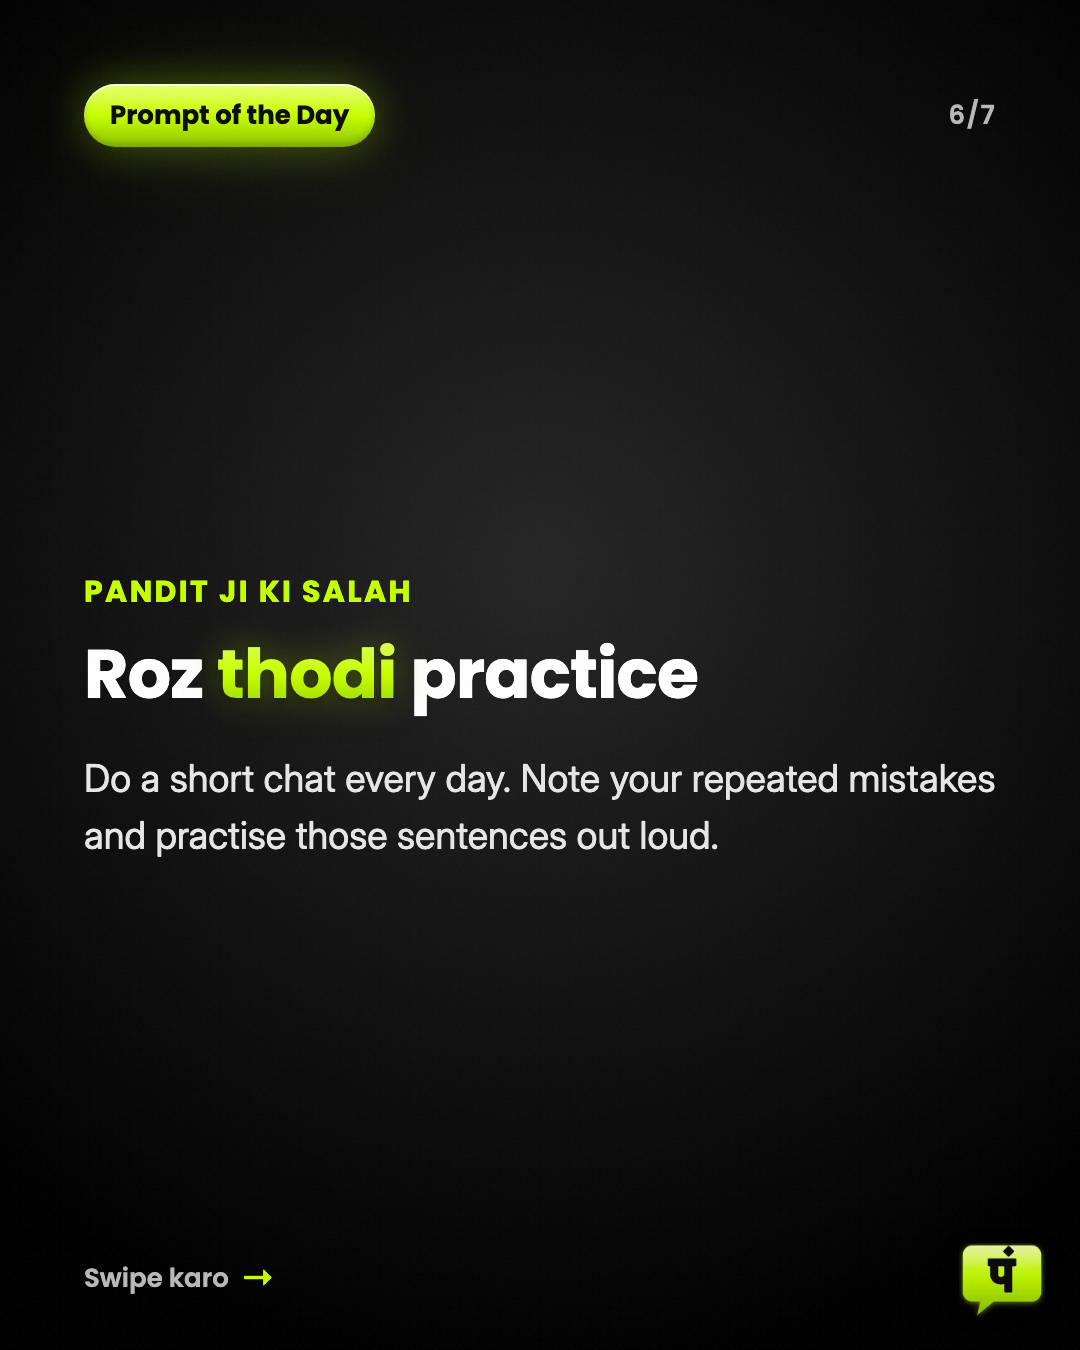 Prompt of the Day
6/7
PANDIT JI KI SALAH
Roz thodi practice
Do a short chat every day. Note your repeated mistakes
and practise those sentences out loud.
Swipe karo →
पं